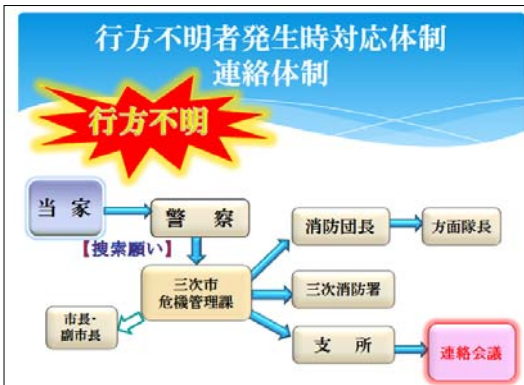 行方不明者発生時対応体制
連絡体制
行方不明
当家
警察
【捜索願い】
消防団長
方面隊長
三次市
危機管理課
三次消防署
市長・
副市長
支所
連絡会議